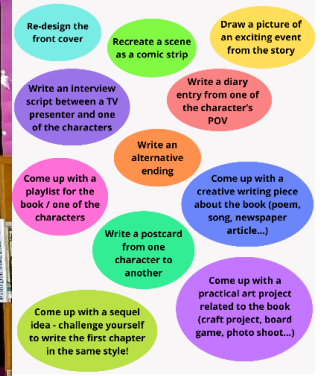 Re-design the
front cover
Recreate a scene
as a comic strip
Draw a picture of
an exciting event
from the story
Write an interview
script between a TV
presenter and one
of the characters
Write a diary
entry from one of
the character's
POV
Write an
alternative
ending
Come up with a
playlist for the
book / one of the
characters
Come up with a
creative writing piece
about the book (poem,
song, newspaper
article...)
Write a postcard
from one
character to
another
Come up with a sequel
idea - challenge yourself
to write the first chapter
in the same style!
Come up with a
practical art project
related to the book
(craft project, board
game, photo shoot...)